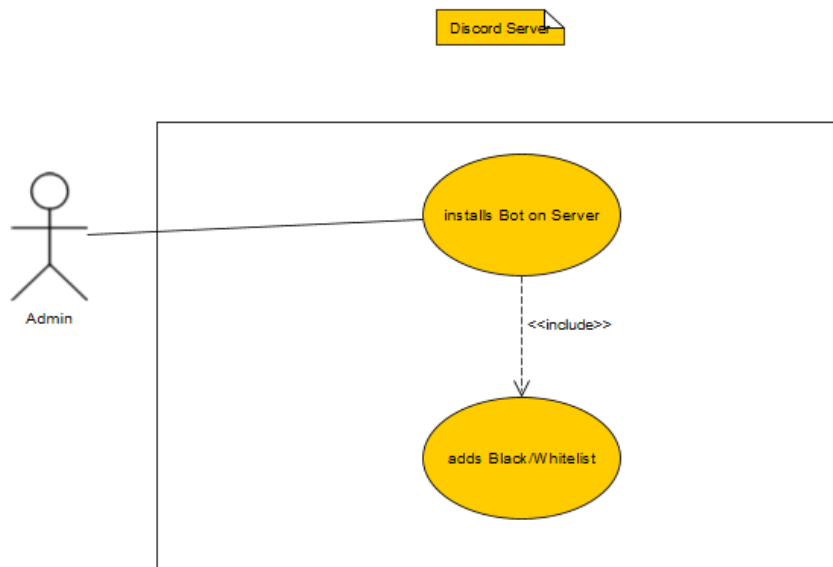 Discord Server
installs Bot on Server
Admin
<<include>>
adds Black/Whitelist